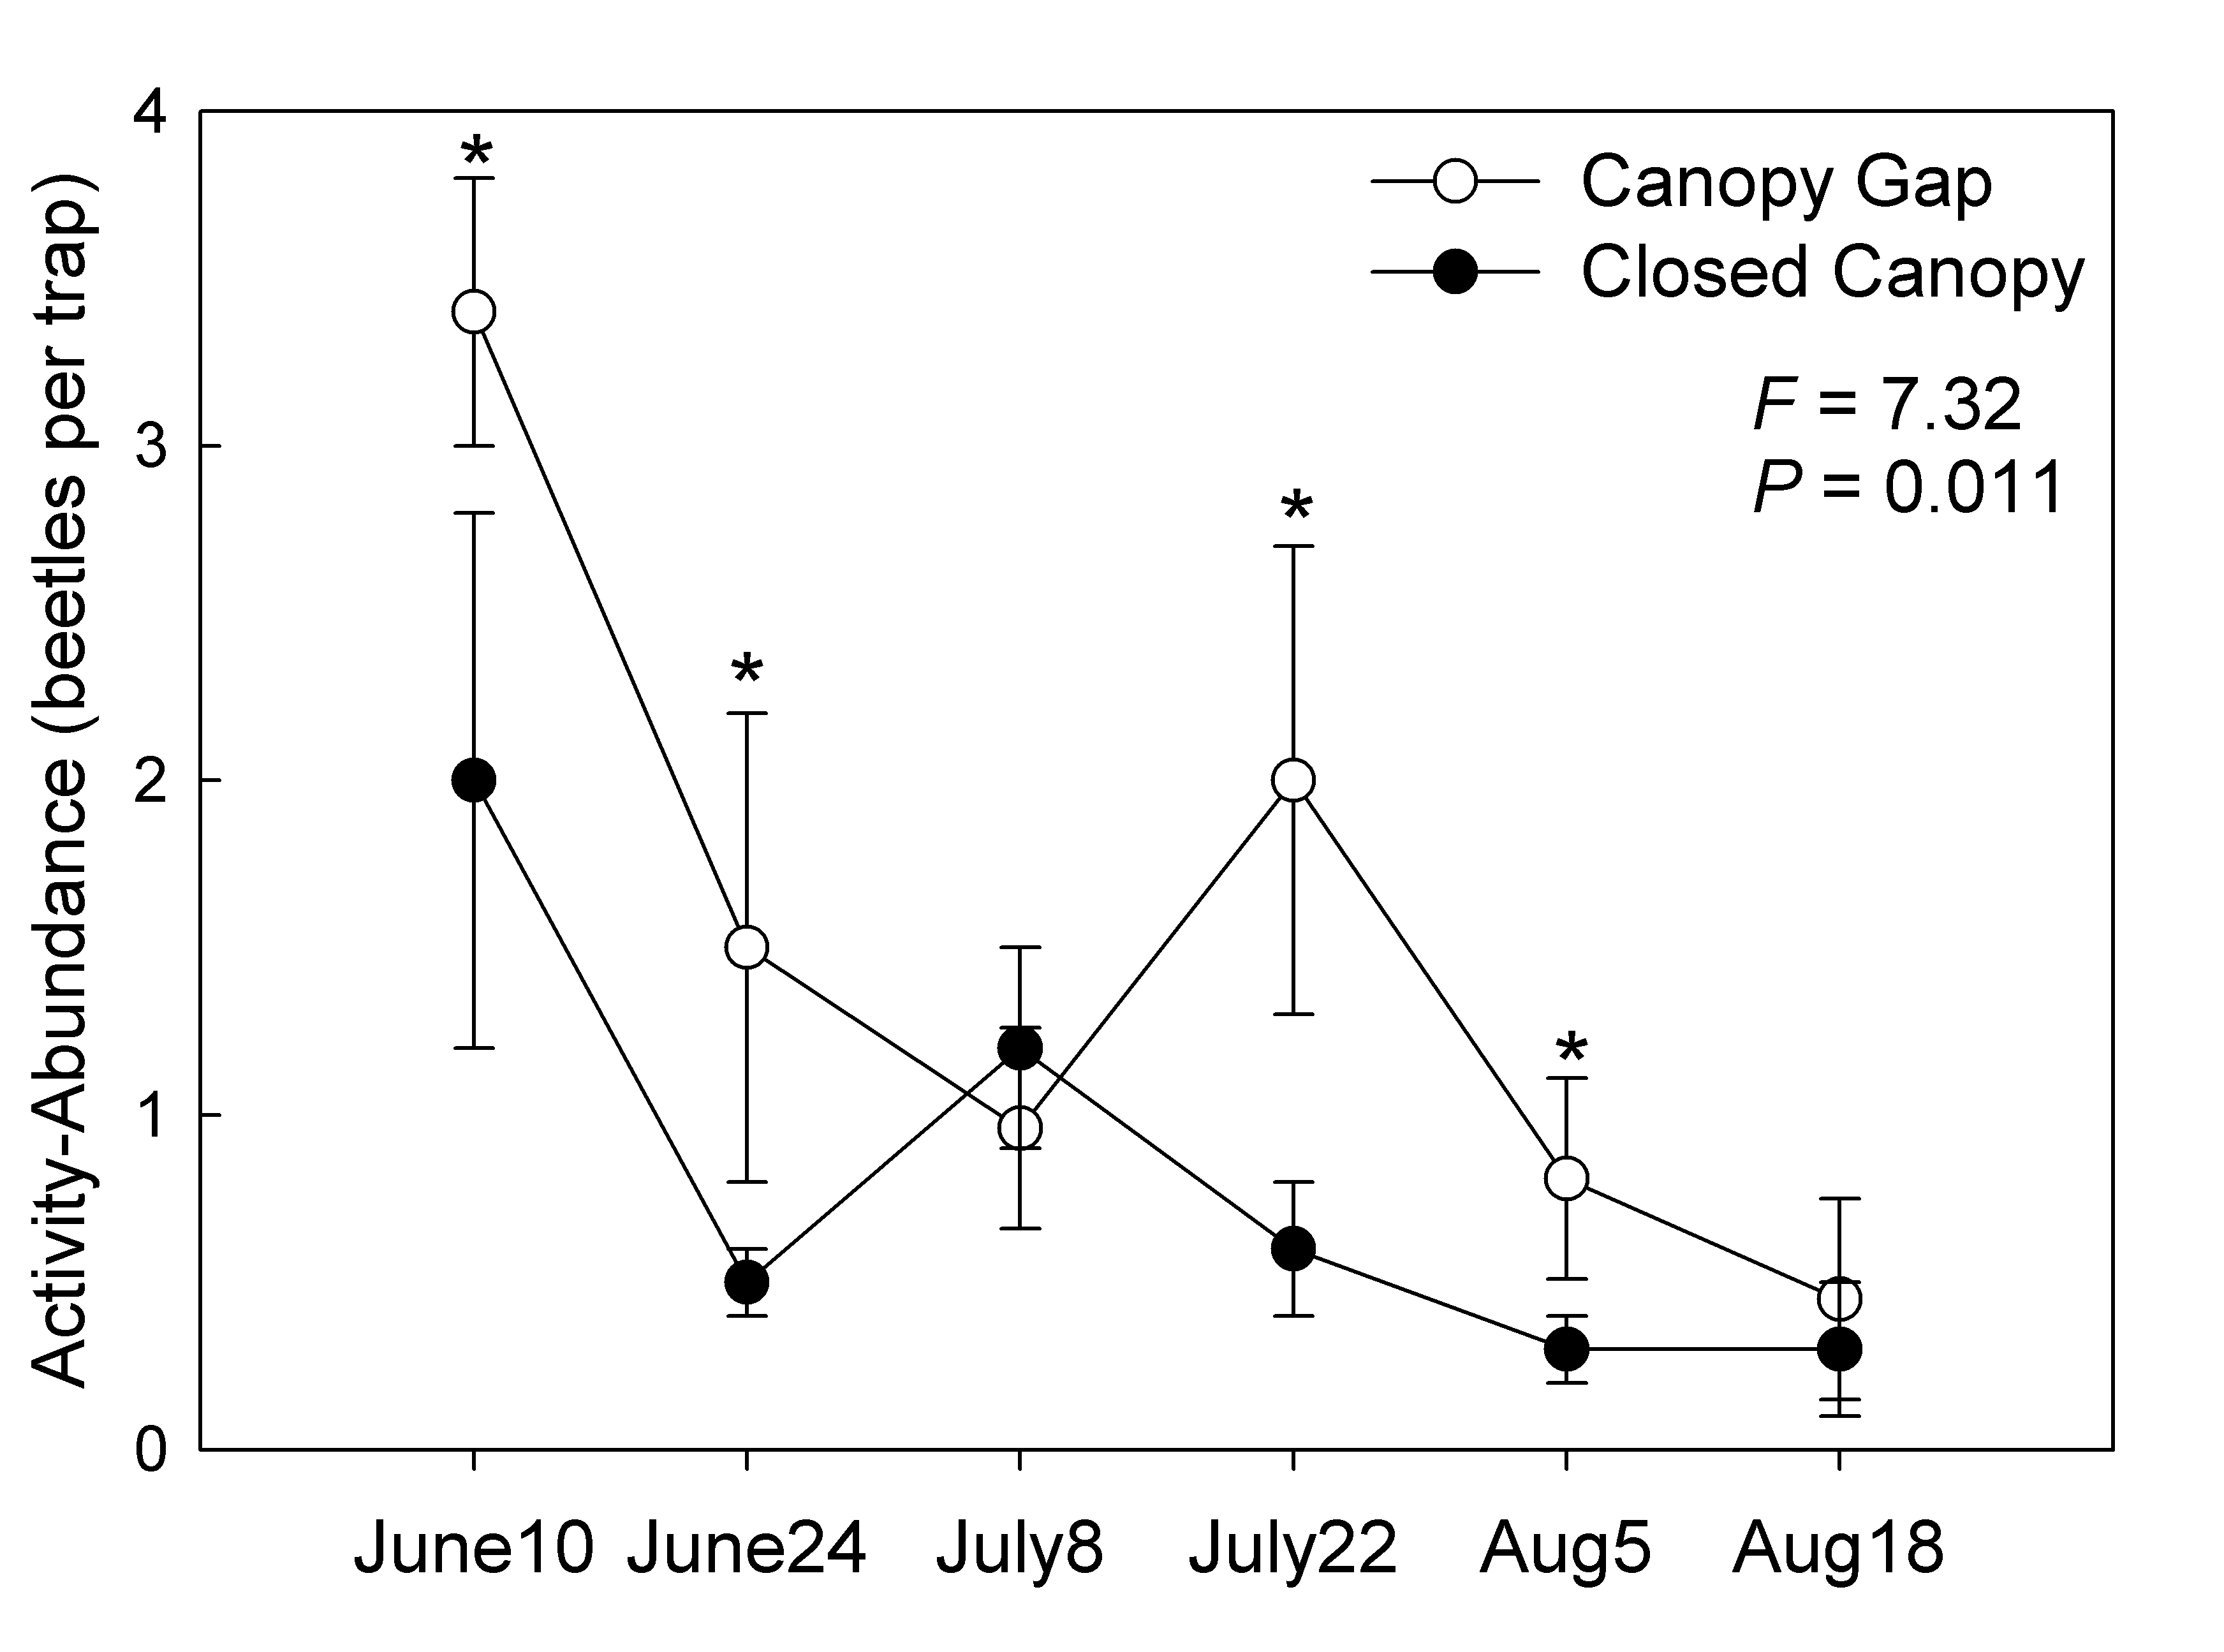 Activity-Abundance (beetles per trap)
4
3
2
1
0
*
*
*
*
Canopy Gap
Closed Canopy
F = 7.32
P = 0.011
June10
June24
July8
July22
Aug5
Aug18